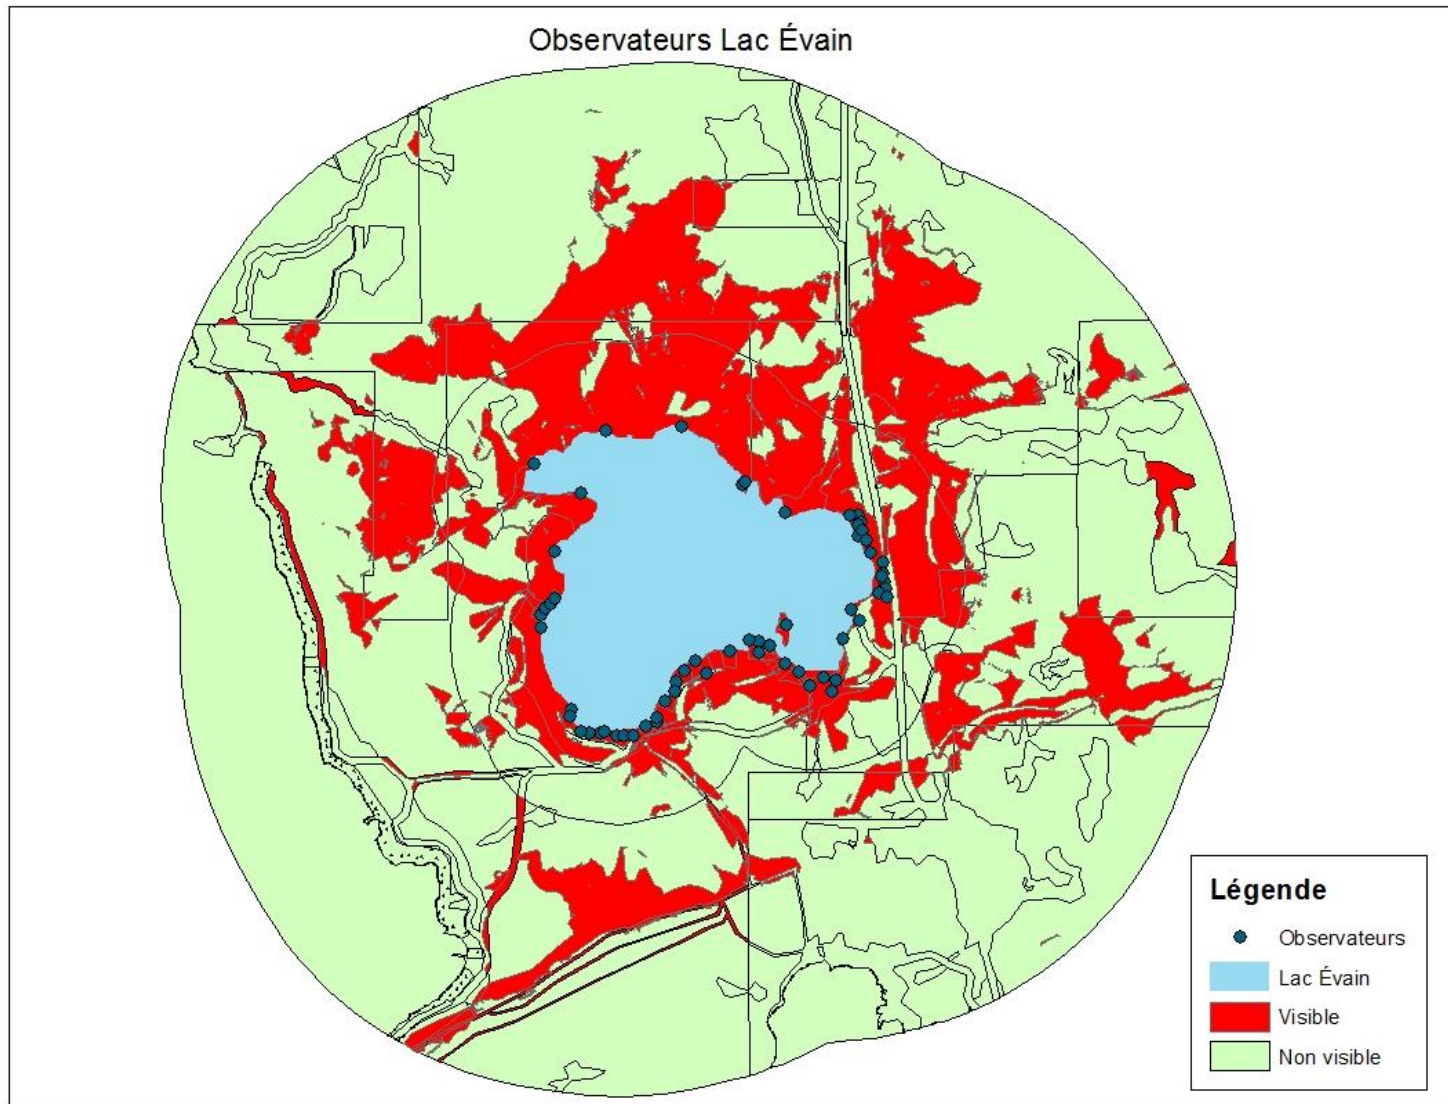 Observateurs Lac Évain
Légende
Observateurs
Lac Évain
Visible
Non visible